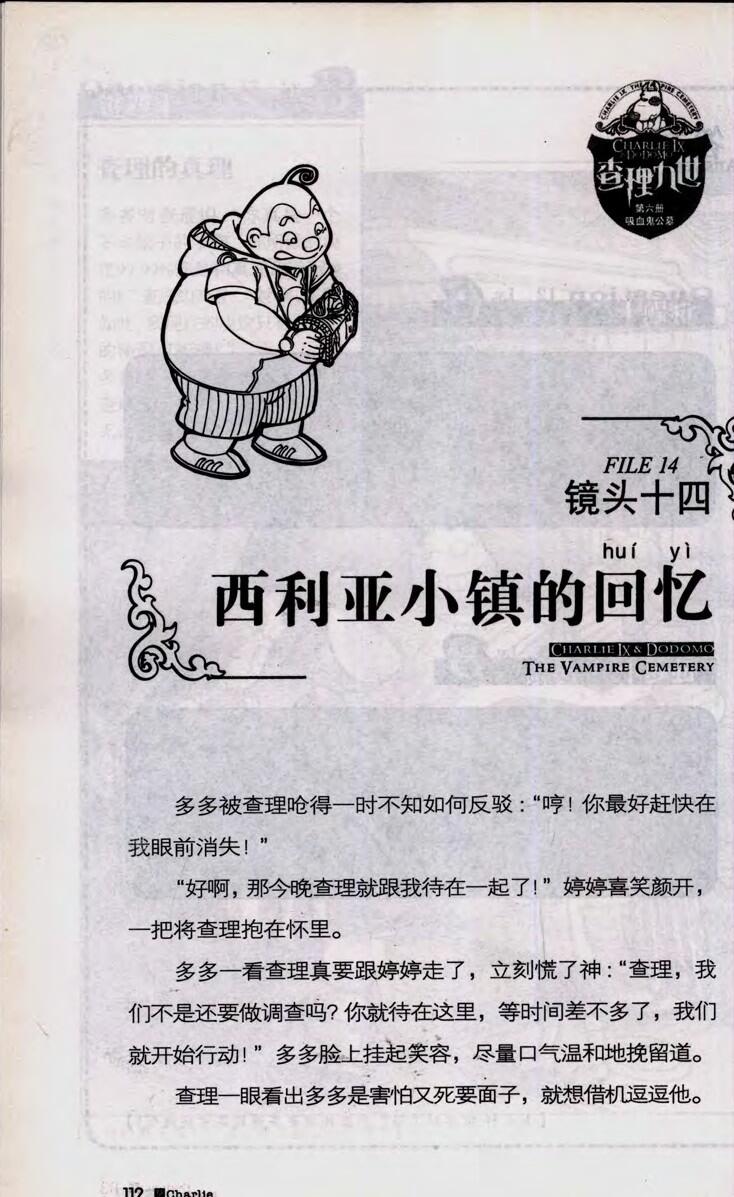 CHARLIE IX THE VAMPIRE CEMETERY
CHARLIE IX
& DODOMO
查理九世
第六册
吸血鬼公墓
FILE 14
镜头十四
huí yì
西利亚小镇的回忆
CHARLIE IX & DODOMO
THE VAMPIRE CEMETERY
多多被查理呛得一时不知如何反驳：“哼！你最好赶快在
我眼前消失！”
“好啊，那今晚查理就跟我待在一起了！”婷婷喜笑颜开，
一把将查理抱在怀里。
多多一看查理真要跟婷婷走了，立刻慌了神：“查理，我
们不是还要做调查吗？你就待在这里，等时间差不多了，我们
就开始行动！”多多脸上挂起笑容，尽量口气温和地挽留道。
查理一眼看出多多是害怕又死要面子，就想借机逗逗他。
112 Charlie